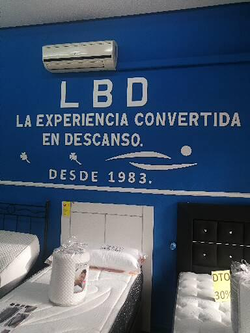 LBD
LA EXPERIENCIA CONVERTIDA
EN DESCANSO.
DESDE 1983.
DTO
30%